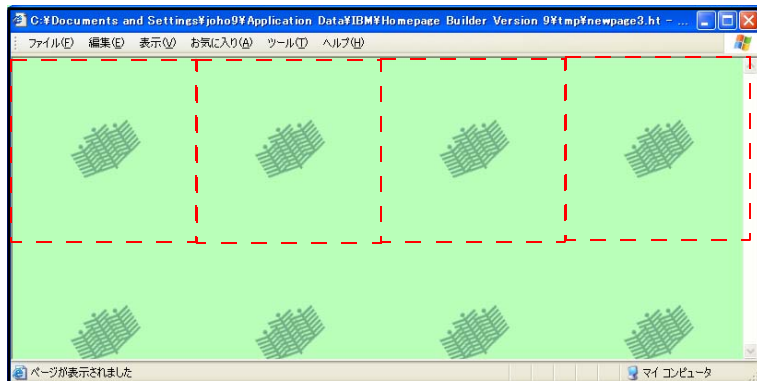 C:¥Documents and Settings¥joho9¥Application Data¥IBM¥Homepage Builder Version 9¥tmp¥newpage3.ht - ...
ファイル(F) 編集(E) 表示(V) お気に入り(A) ツール(T) ヘルプ(H)
ページが表示されました マイ コンピュータ